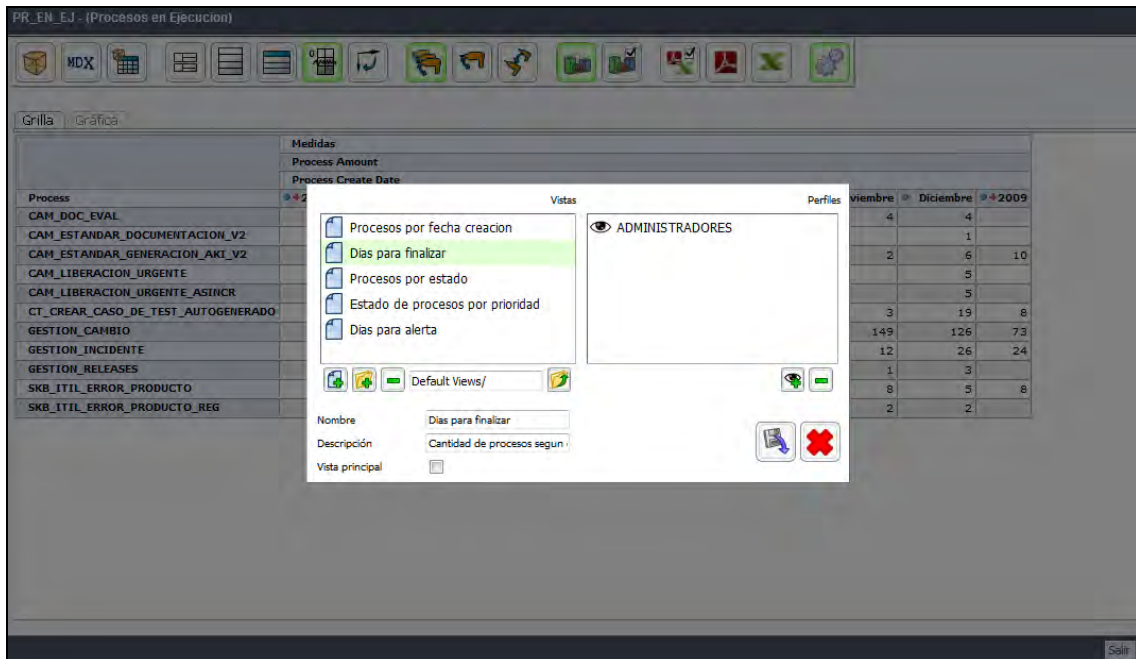 PR_EN_EJ - (Procesos en Ejecucion)
MDX
Grilla Gráfica
Medidas
Process Amount
Process Create Date
Process viembre Diciembre 2009
Vistas Perfiles
CAM_DOC_EVAL 4 4
CAM_ESTANDAR_DOCUMENTACION_V2 1
CAM_ESTANDAR_GENERACION_AKI_V2 2 6 10
CAM_LIBERACION_URGENTE 5
CAM_LIBERACION_URGENTE_ASINCR 5
CT_CREAR_CASO_DE_TEST_AUTOGENERADO 3 19 8
GESTION_CAMBIO 149 126 73
GESTION_INCIDENTE 12 26 24
GESTION_RELEASES 1 3
SKB_ITIL_ERROR_PRODUCTO 8 5 8
SKB_ITIL_ERROR_PRODUCTO_REG 2 2
Procesos por fecha creacion
Dias para finalizar
Procesos por estado
Estado de procesos por prioridad
Dias para alerta
ADMINISTRADORES
Default Views/
Nombre Dias para finalizar
Descripción Cantidad de procesos segun
Vista principal
Salir